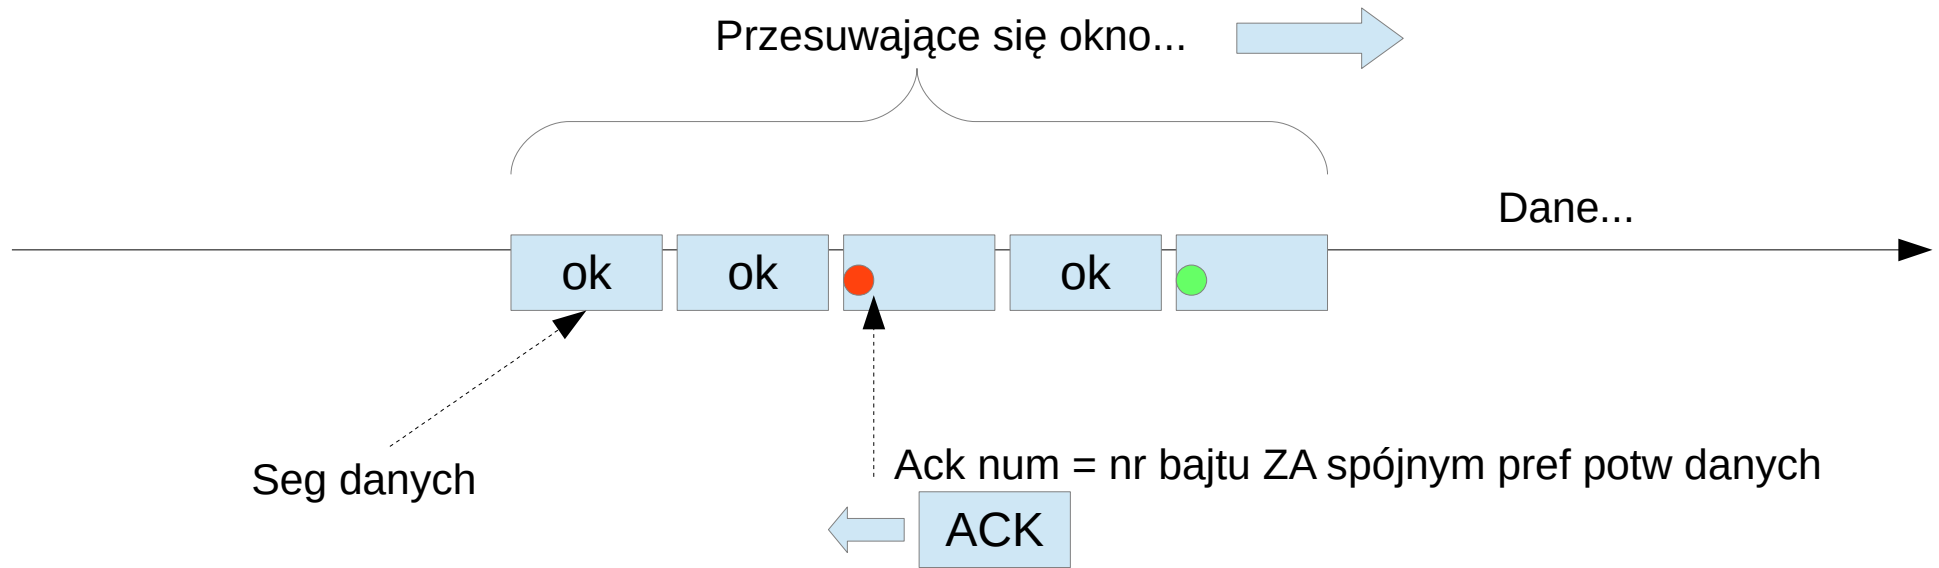 Przesuwające się okno...
Dane...
ok
ok
ok
Seg danych
Ack num = nr bajtu ZA spójnym pref potw danych
ACK